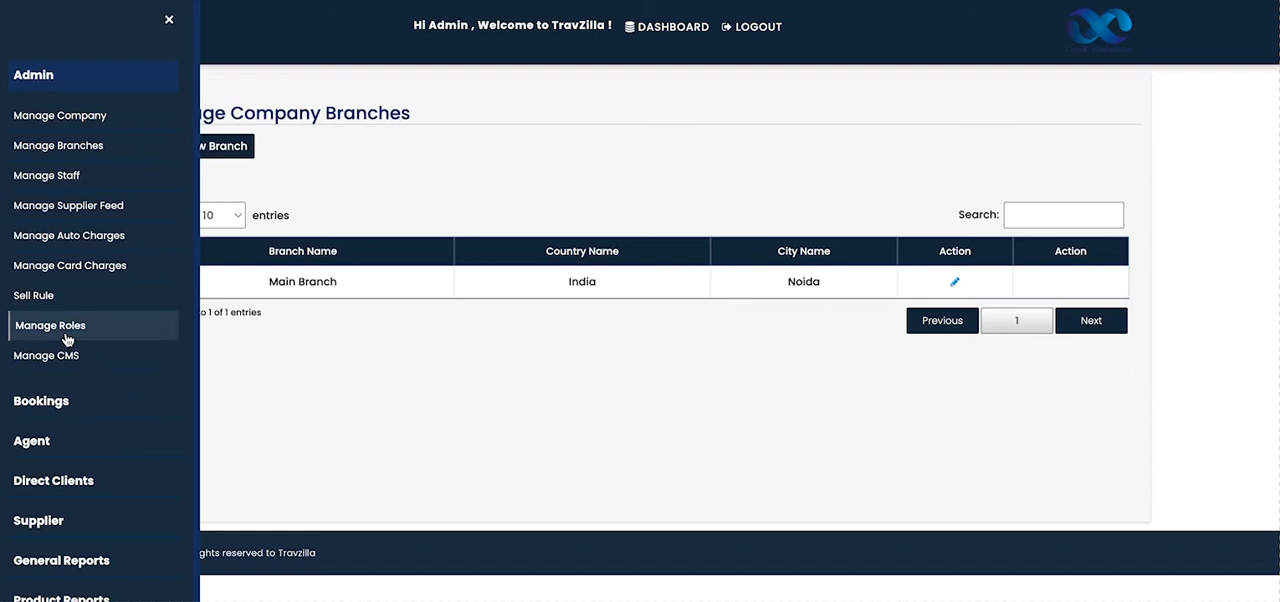 ×
Hi Admin , Welcome to TravZilla !
DASHBOARD
LOGOUT
Admin
Manage Company
Manage Branches
Manage Staff
Manage Supplier Feed
Manage Auto Charges
Manage Card Charges
Sell Rule
Manage Roles
Manage CMS
Bookings
Agent
Direct Clients
Supplier
General Reports
Product Reports
ge Company Branches
w Branch
10 entries
Search:
Branch Name Country Name City Name Action Action
Main Branch India Noida
o 1 of 1 entries
Previous 1 Next
ghts reserved to Travzilla